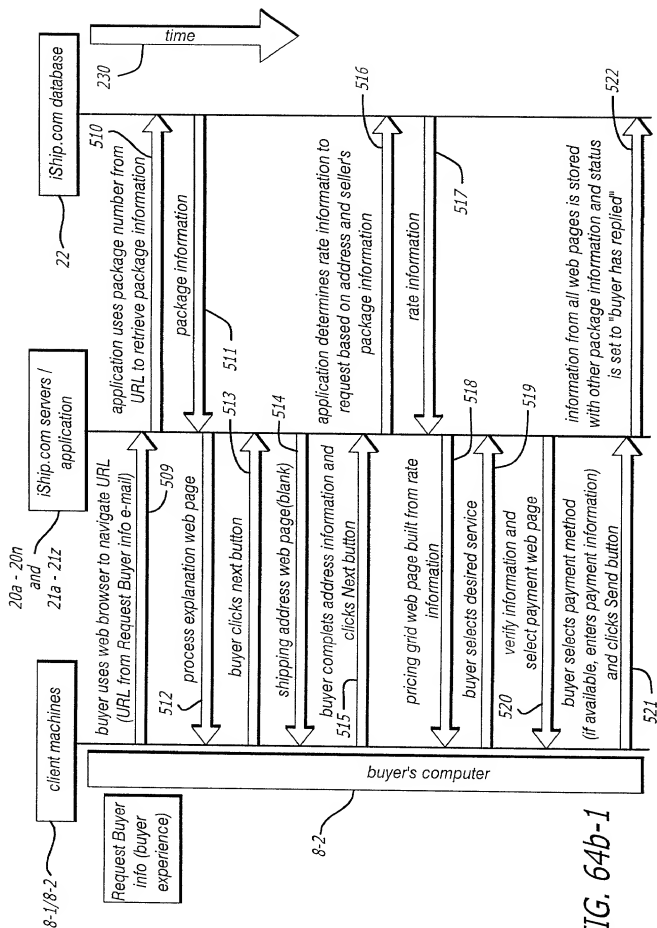 8-1/8-2
client machines
20a - 20n
and
21a - 21z
iShip.com servers /
application
22
iShip.com database
Request Buyer
info (buyer
experience)
8-2
buyer's computer
time
230
buyer uses web browser to navigate URL
(URL from Request Buyer info e-mail)
509
application uses package number from
URL to retrieve package information
510
package information
511
process explanation web page
512
buyer clicks next button
513
shipping address web page(blank)
514
buyer complets address information and
clicks Next button
515
application determines rate information to
request based on address and seller's
package information
516
rate information
517
pricing grid web page built from rate
information
518
buyer selects desired service
519
verify information and
select payment web page
520
buyer selects payment method
(if available, enters payment information)
and clicks Send button
521
information from all web pages is stored
with other package information and status
is set to "buyer has replied"
522
IG. 64b-1